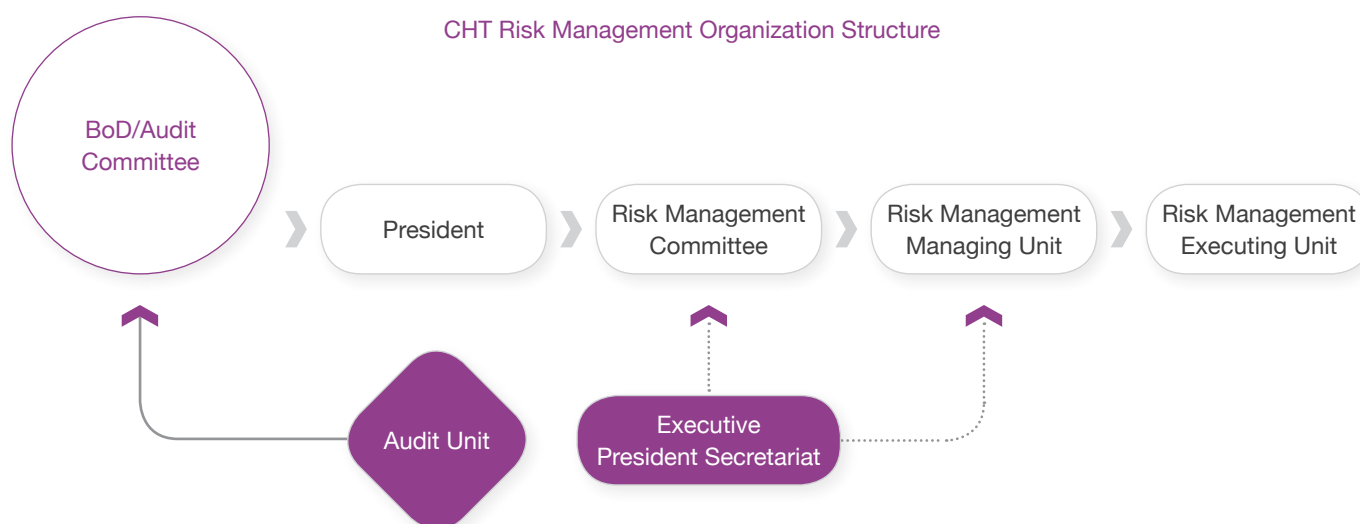 CHT Risk Management Organization Structure
BoD/Audit
Committee
President
Risk Management
Committee
Risk Management
Managing Unit
Risk Management
Executing Unit
Audit Unit
Executive
President Secretariat